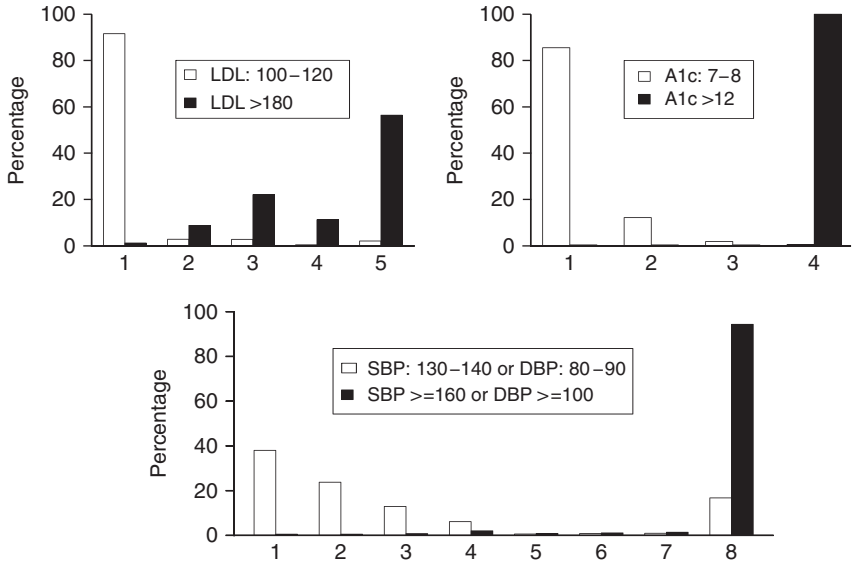 100
80
60
40
20
0
Percentage
LDL: 100–120
LDL >180
1 2 3 4 5
100
80
60
40
20
0
Percentage
A1c: 7–8
A1c >12
1 2 3 4
100
80
60
40
20
0
Percentage
SBP: 130–140 or DBP: 80–90
SBP >=160 or DBP >=100
1 2 3 4 5 6 7 8